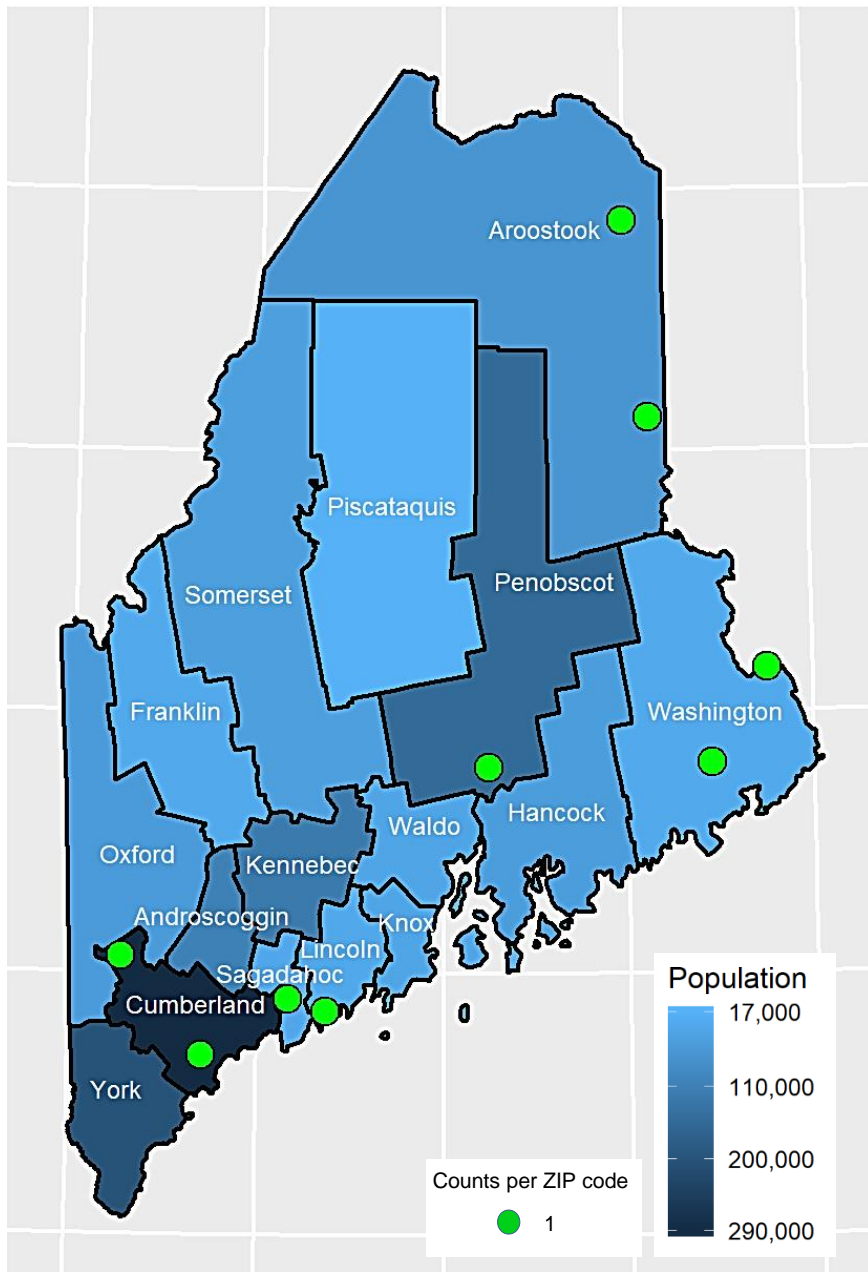 Aroostook
Piscataquis
Penobscot
Somerset
Franklin
Washington
Hancock
Waldo
Oxford
Kennebec
Androscoggin
Knox
Lincoln
Sagadahoc
Cumberland
York
Population
17,000
110,000
200,000
290,000
Counts per ZIP code
1